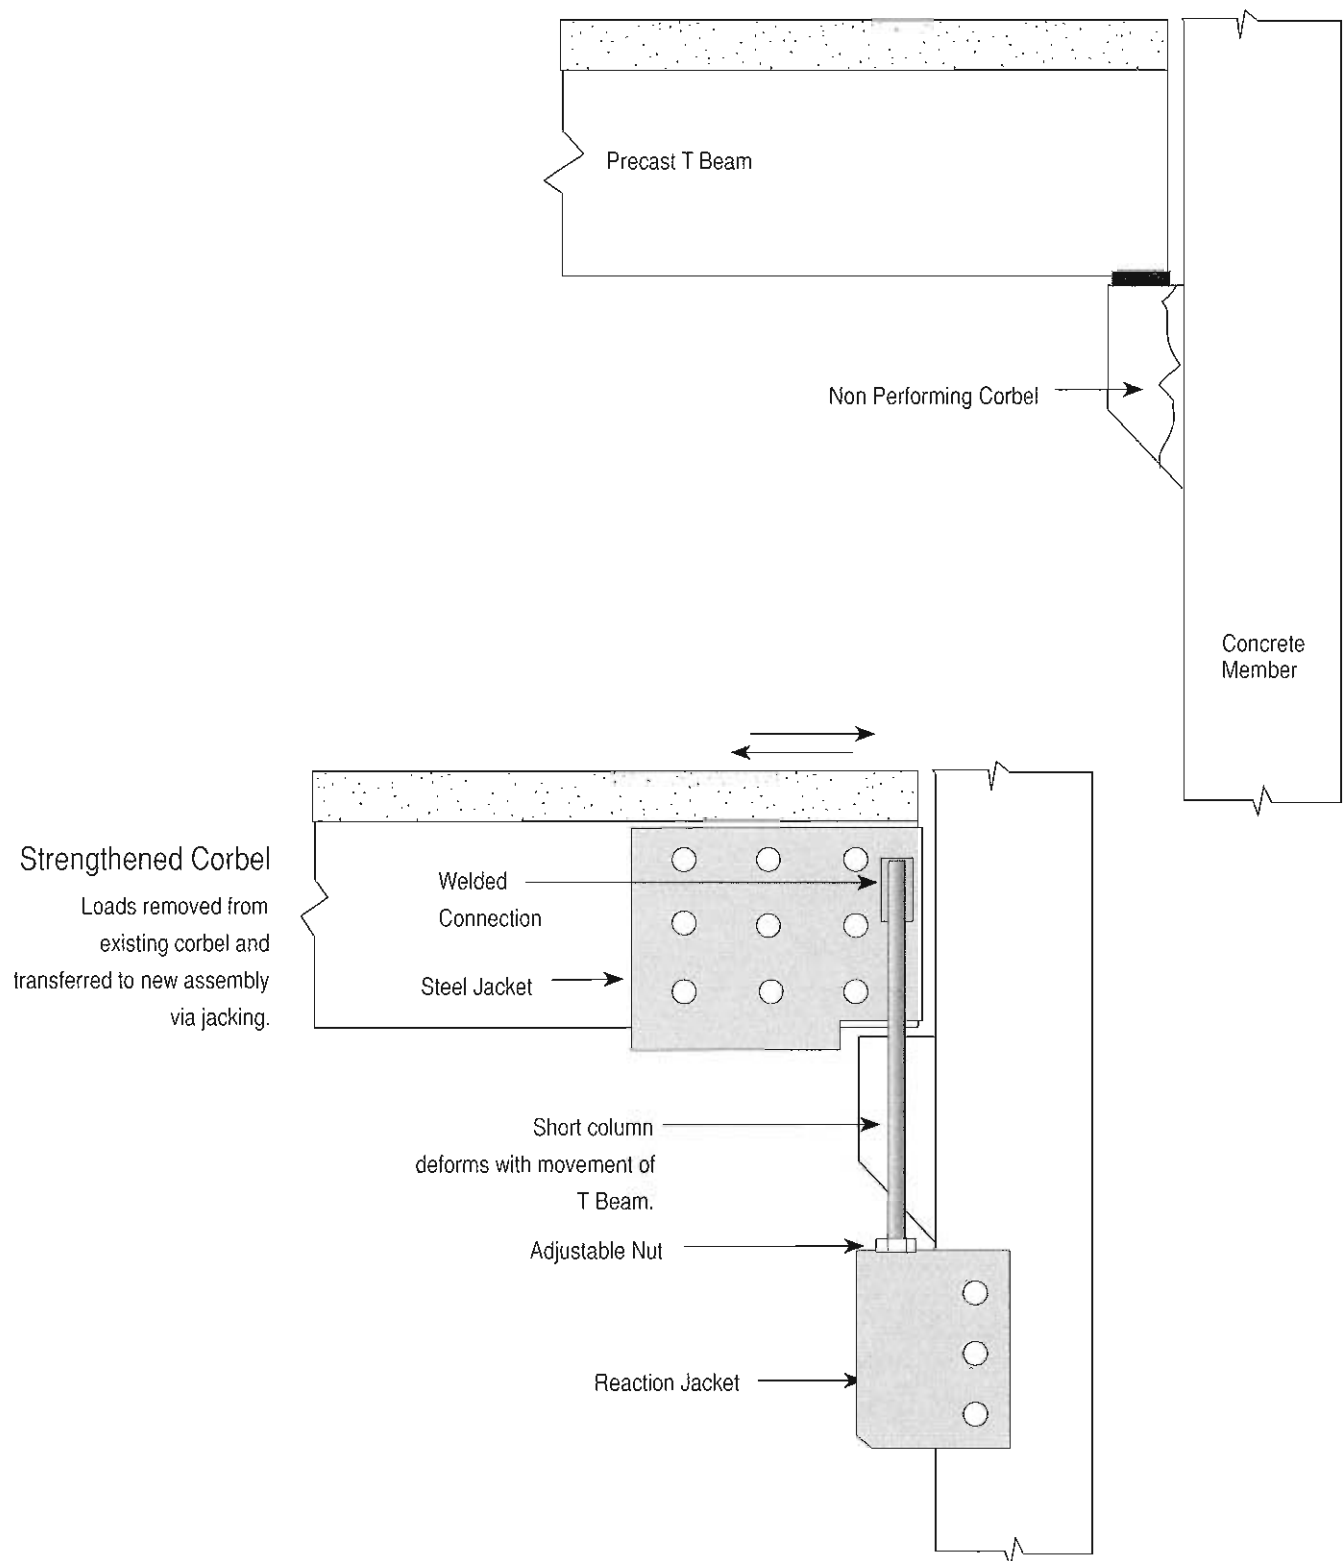 Precast T Beam
Non Performing Corbel
Concrete
Member
Strengthened Corbel
Loads removed from
existing corbel and
transferred to new assembly
via jacking.
Welded
Connection
Steel Jacket
Short column
deforms with movement of
T Beam.
Adjustable Nut
Reaction Jacket